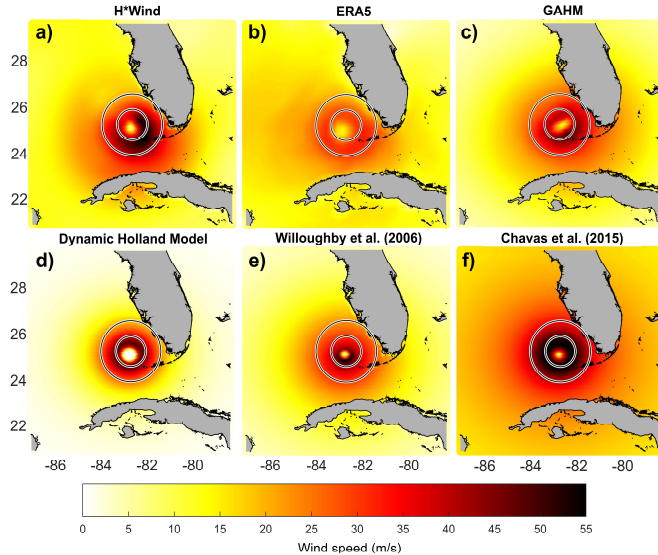 H*Wind ERA5 GAHM
a) b) c)
28
26
24
22
Dynamic Holland Model Willoughby et al. (2006) Chavas et al. (2015)
d) e) f)
28
26
24
22
-86 -84 -82 -80 -86 -84 -82 -80 -86 -84 -82 -80
0 5 10 15 20 25 30 35 40 45 50 55
Wind speed (m/s)